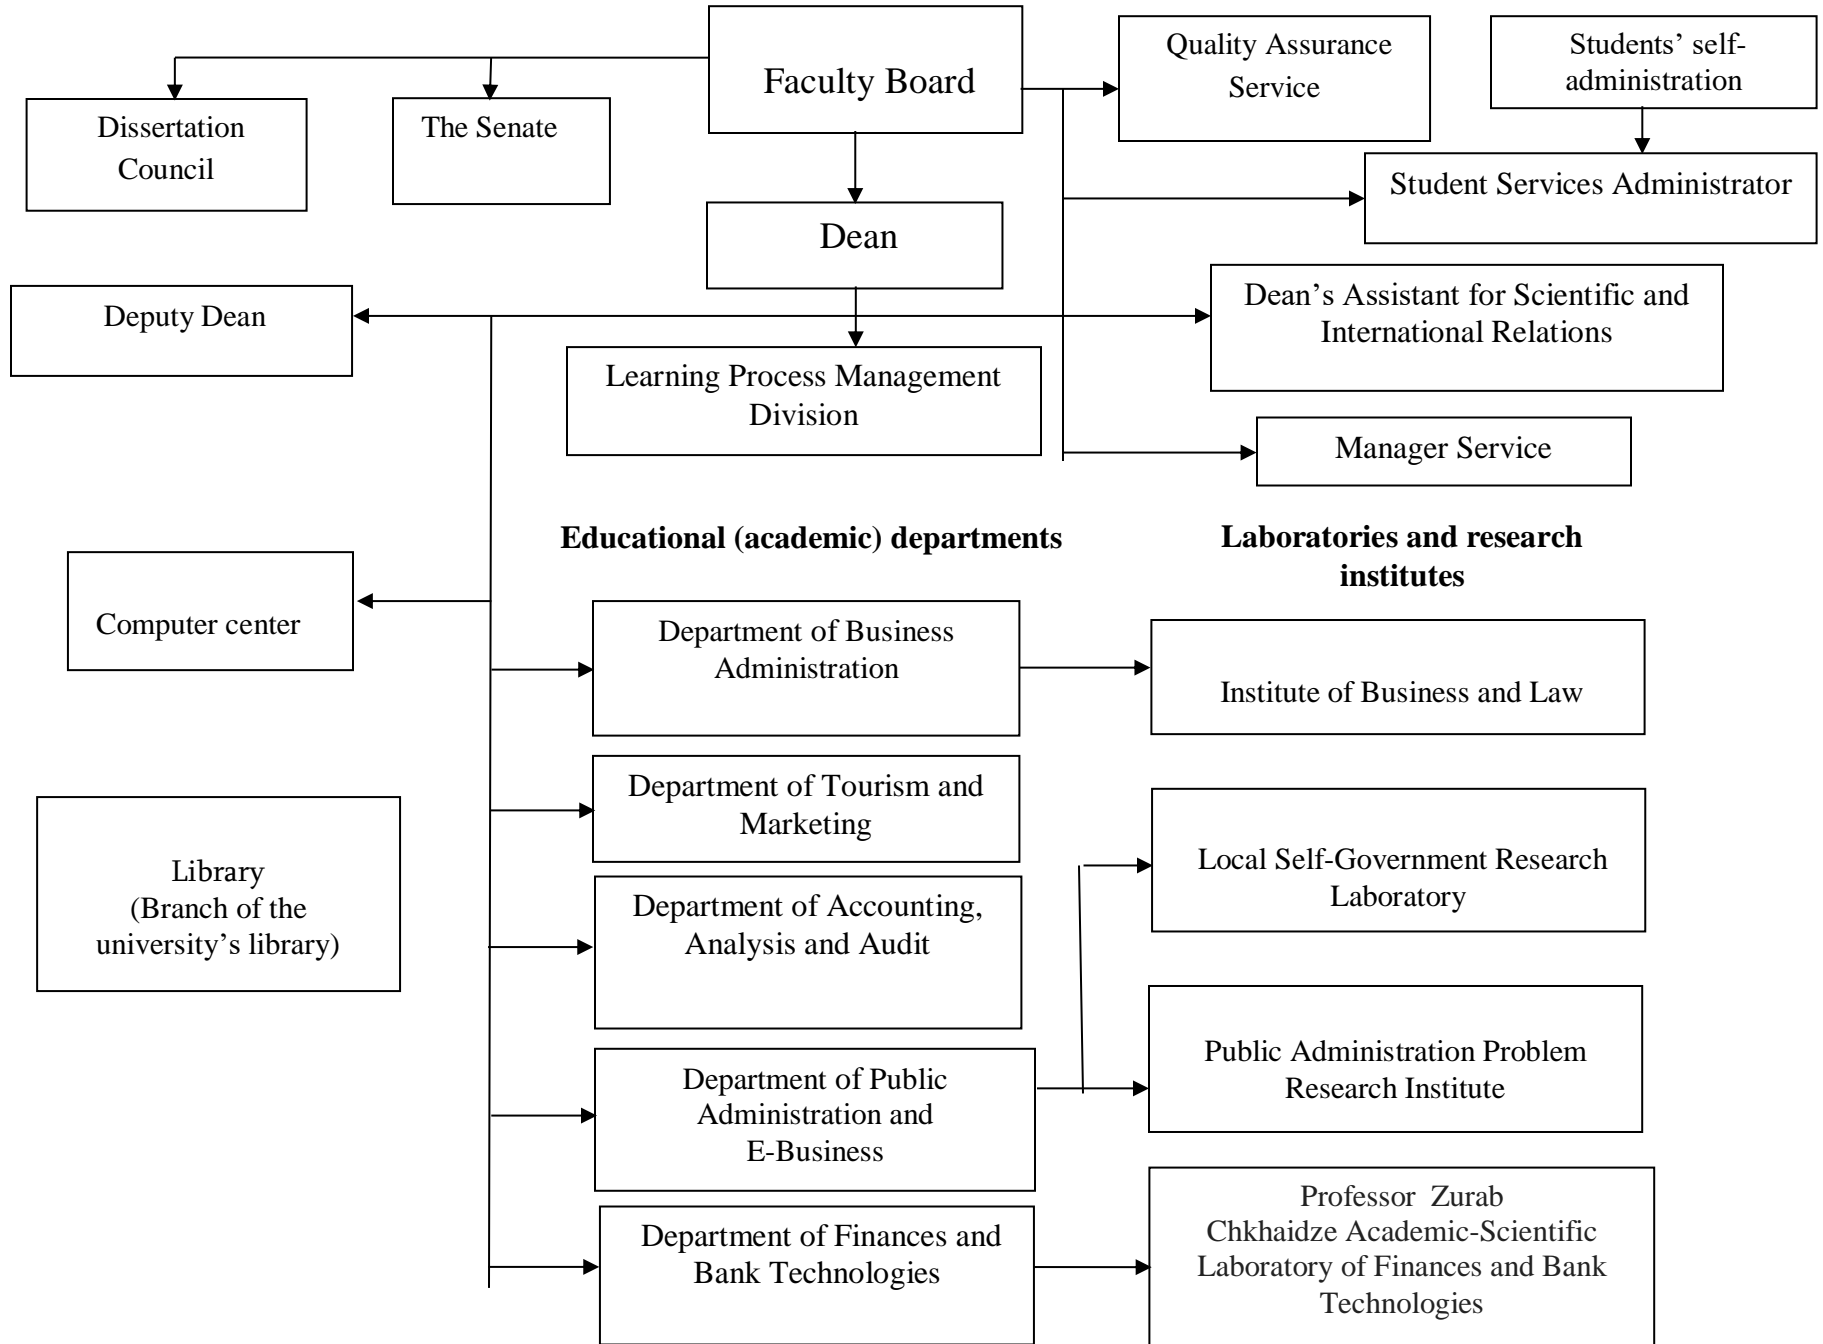 Faculty Board
Quality Assurance
Service
Students’ self-
administration
Dissertation
Council
The Senate
Student Services Administrator
Dean
Deputy Dean
Dean’s Assistant for Scientific and
International Relations
Learning Process Management
Division
Manager Service
Educational (academic) departments
Laboratories and research
institutes
Computer center
Department of Business
Administration
Institute of Business and Law
Department of Tourism and
Marketing
Library
(Branch of the
university’s library)
Local Self-Government Research
Laboratory
Department of Accounting,
Analysis and Audit
Department of Public
Administration and
E-Business
Public Administration Problem
Research Institute
Department of Finances and
Bank Technologies
Professor Zurab
Chkhaidze Academic-Scientific
Laboratory of Finances and Bank
Technologies